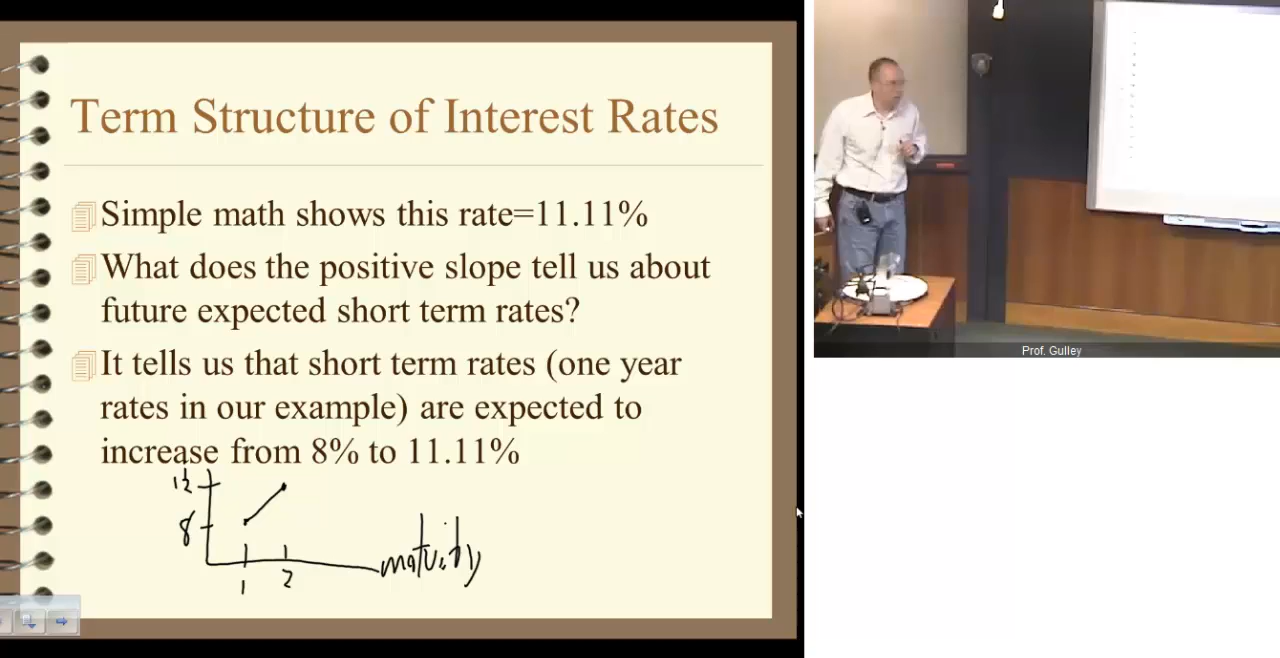 Term Structure of Interest Rates
Simple math shows this rate=11.11%
What does the positive slope tell us about
future expected short term rates?
It tells us that short term rates (one year
rates in our example) are expected to
increase from 8% to 11.11%
8
maturity
1
2
Prof. Gulley